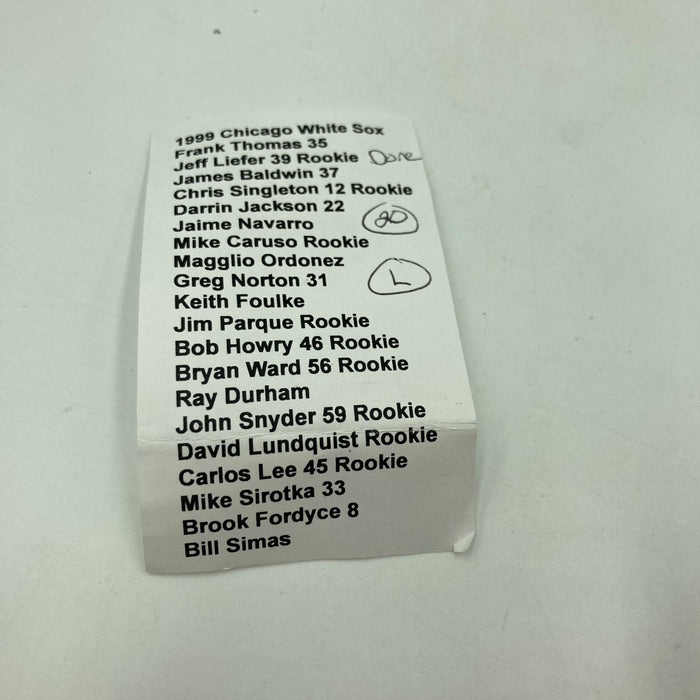 1999 Chicago White Sox
Frank Thomas 35
Jeff Liefer 39 Rookie Done
James Baldwin 37
Chris Singleton 12 Rookie
Darrin Jackson 22
Jaime Navarro 20
Mike Caruso Rookie
Magglio Ordonez
Greg Norton 31 L
Keith Foulke
Jim Parque Rookie
Bob Howry 46 Rookie
Bryan Ward 56 Rookie
Ray Durham
John Snyder 59 Rookie
David Lundquist Rookie
Carlos Lee 45 Rookie
Mike Sirotka 33
Brook Fordyce 8
Bill Simas